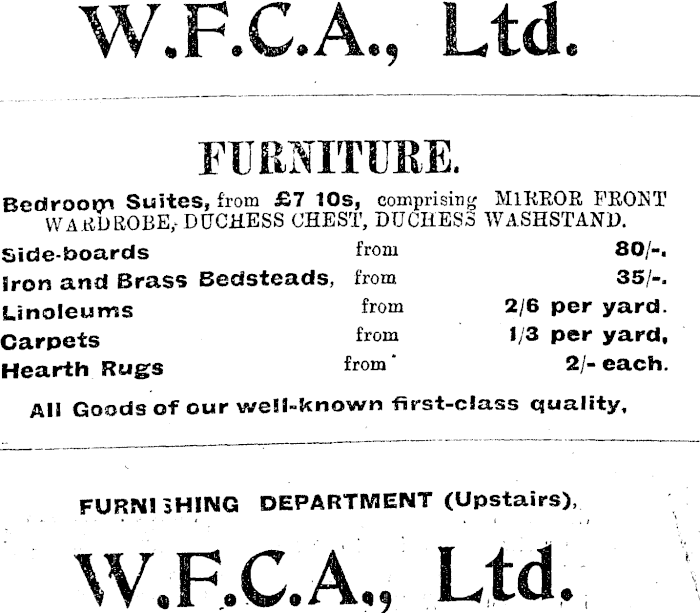 W.F.C.A., Ltd.
FURNITURE.
Bedroom Suites, from £7 10s, comprising MIRROR FRONT
WARDROBE, DUCHESS CHEST, DUCHESS WASHSTAND.
Side-boards from 80/-.
Iron and Brass Bedsteads, from 35/-.
Linoleums from 2/6 per yard.
Carpets from 1/3 per yard,
Hearth Rugs from 2/- each.
All Goods of our well-known first-class quality,
FURNISHING DEPARTMENT (Upstairs),
W.F.C.A., Ltd.